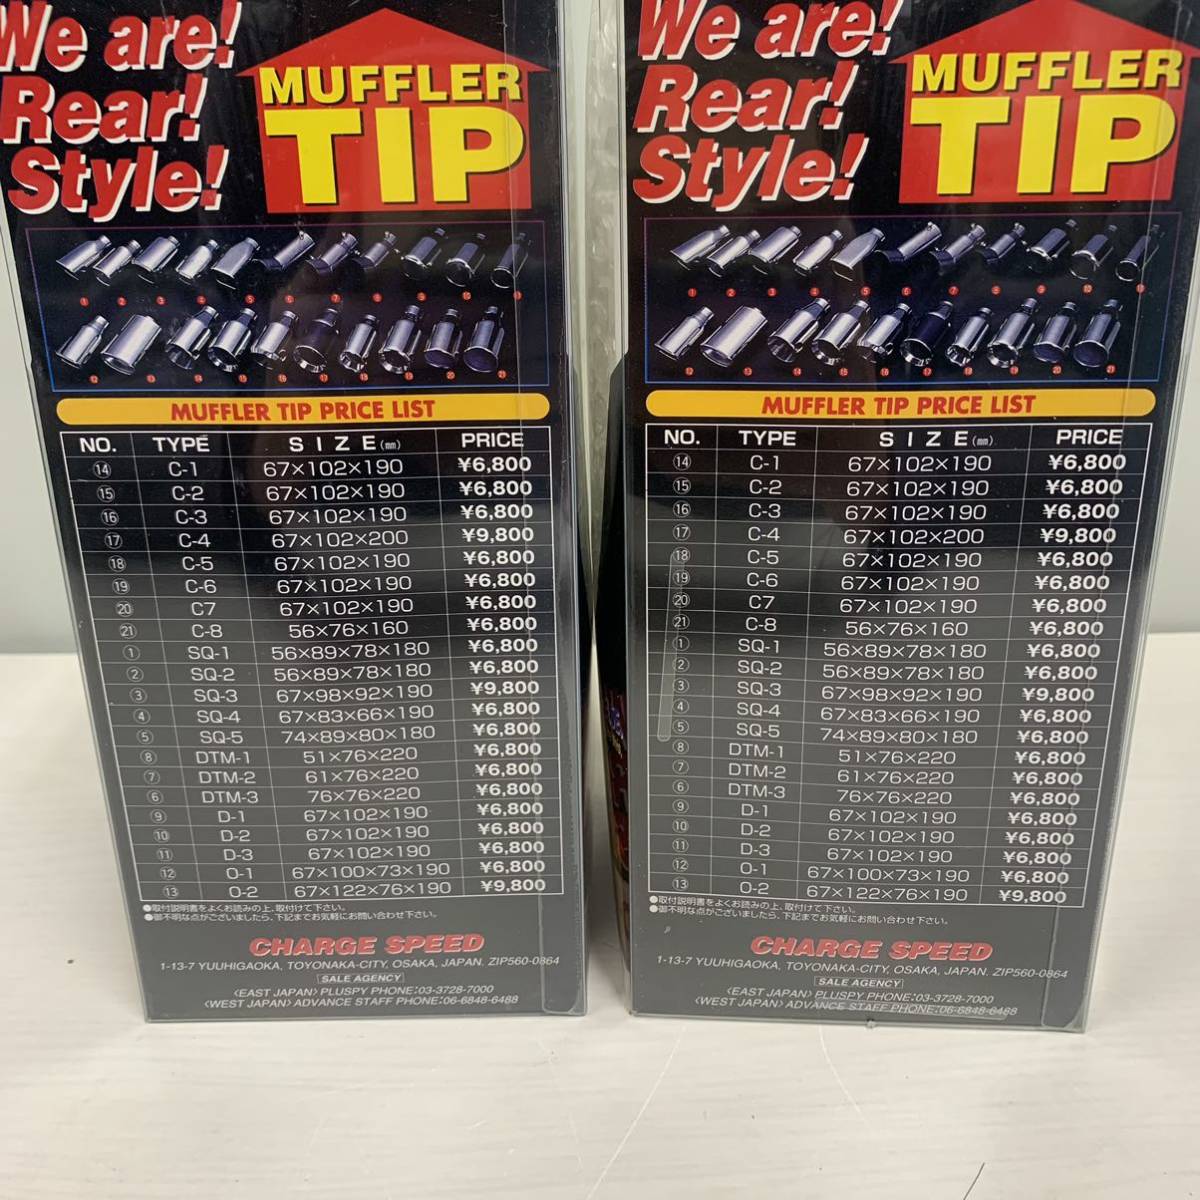 We are!
Rear!
Style!
MUFFLER
TIP
MUFFLER TIP PRICE LIST
NO. TYPE SIZE(mm) PRICE
⑭ C-1 67×102×190 ¥6,800
⑮ C-2 67×102×190 ¥6,800
⑯ C-3 67×102×190 ¥6,800
⑰ C-4 67×102×200 ¥9,800
⑱ C-5 67×102×190 ¥6,800
⑲ C-6 67×102×190 ¥6,800
⑳ C7 67×102×190 ¥6,800
㉑ C-8 56×76×160 ¥6,800
① SQ-1 56×89×78×180 ¥6,800
② SQ-2 56×89×78×180 ¥6,800
③ SQ-3 67×98×92×190 ¥9,800
④ SQ-4 67×83×66×190 ¥6,800
⑤ SQ-5 74×89×80×180 ¥6,800
⑧ DTM-1 51×76×220 ¥6,800
⑦ DTM-2 61×76×220 ¥6,800
⑥ DTM-3 76×76×220 ¥6,800
⑨ D-1 67×102×190 ¥6,800
⑩ D-2 67×102×190 ¥6,800
⑪ D-3 67×102×190 ¥6,800
⑫ O-1 67×100×73×190 ¥6,800
⑬ O-2 67×122×76×190 ¥9,800
●取付説明書をよくお読みの上、取付けて下さい。
●御不明な点がございましたら、下記までお気軽にお問い合わせ下さい。
CHARGE SPEED
1-13-7 YUUHIGAOKA, TOYONAKA-CITY, OSAKA, JAPAN. ZIP560-0864
SALE AGENCY
〈EAST JAPAN〉PLUSPY PHONE:03-3728-7000
〈WEST JAPAN〉ADVANCE STAFF PHONE:06-6848-6488
We are!
Rear!
Style!
MUFFLER
TIP
MUFFLER TIP PRICE LIST
NO. TYPE SIZE(mm) PRICE
⑭ C-1 67×102×190 ¥6,800
⑮ C-2 67×102×190 ¥6,800
⑯ C-3 67×102×190 ¥6,800
⑰ C-4 67×102×200 ¥9,800
⑱ C-5 67×102×190 ¥6,800
⑲ C-6 67×102×190 ¥6,800
⑳ C7 67×102×190 ¥6,800
㉑ C-8 56×76×160 ¥6,800
① SQ-1 56×89×78×180 ¥6,800
② SQ-2 56×89×78×180 ¥6,800
③ SQ-3 67×98×92×190 ¥9,800
④ SQ-4 67×83×66×190 ¥6,800
⑤ SQ-5 74×89×80×180 ¥6,800
⑧ DTM-1 51×76×220 ¥6,800
⑦ DTM-2 61×76×220 ¥6,800
⑥ DTM-3 76×76×220 ¥6,800
⑨ D-1 67×102×190 ¥6,800
⑩ D-2 67×102×190 ¥6,800
⑪ D-3 67×102×190 ¥6,800
⑫ O-1 67×100×73×190 ¥6,800
⑬ O-2 67×122×76×190 ¥9,800
●取付説明書をよくお読みの上、取付けて下さい。
●御不明な点がございましたら、下記までお気軽にお問い合わせ下さい。
CHARGE SPEED
1-13-7 YUUHIGAOKA, TOYONAKA-CITY, OSAKA, JAPAN. ZIP560-0864
SALE AGENCY
〈EAST JAPAN〉PLUSPY PHONE:03-3728-7000
〈WEST JAPAN〉ADVANCE STAFF PHONE:06-6848-6488